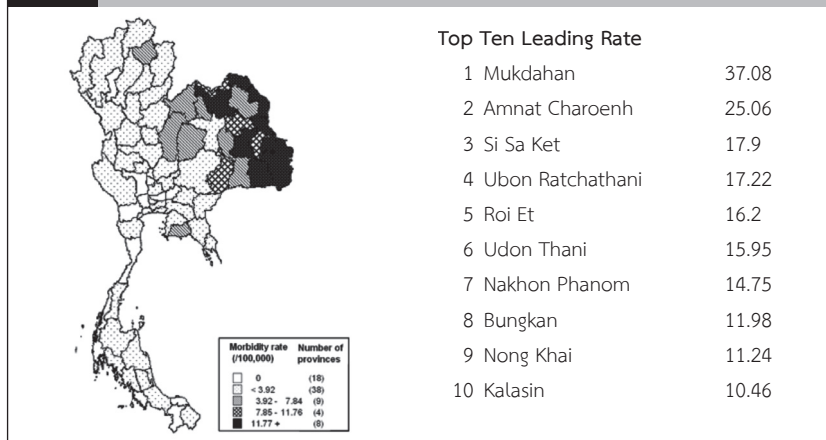 Top Ten Leading Rate
1 Mukdahan 37.08
2 Amnat Charoenh 25.06
3 Si Sa Ket 17.9
4 Ubon Ratchathani 17.22
5 Roi Et 16.2
6 Udon Thani 15.95
7 Nakhon Phanom 14.75
8 Bungkan 11.98
9 Nong Khai 11.24
10 Kalasin 10.46
Morbidity rate Number of
(/100,000) provinces
0 (18)
< 3.92 (38)
3.92 - 7.84 (9)
7.85 - 11.76 (4)
11.77 + (8)